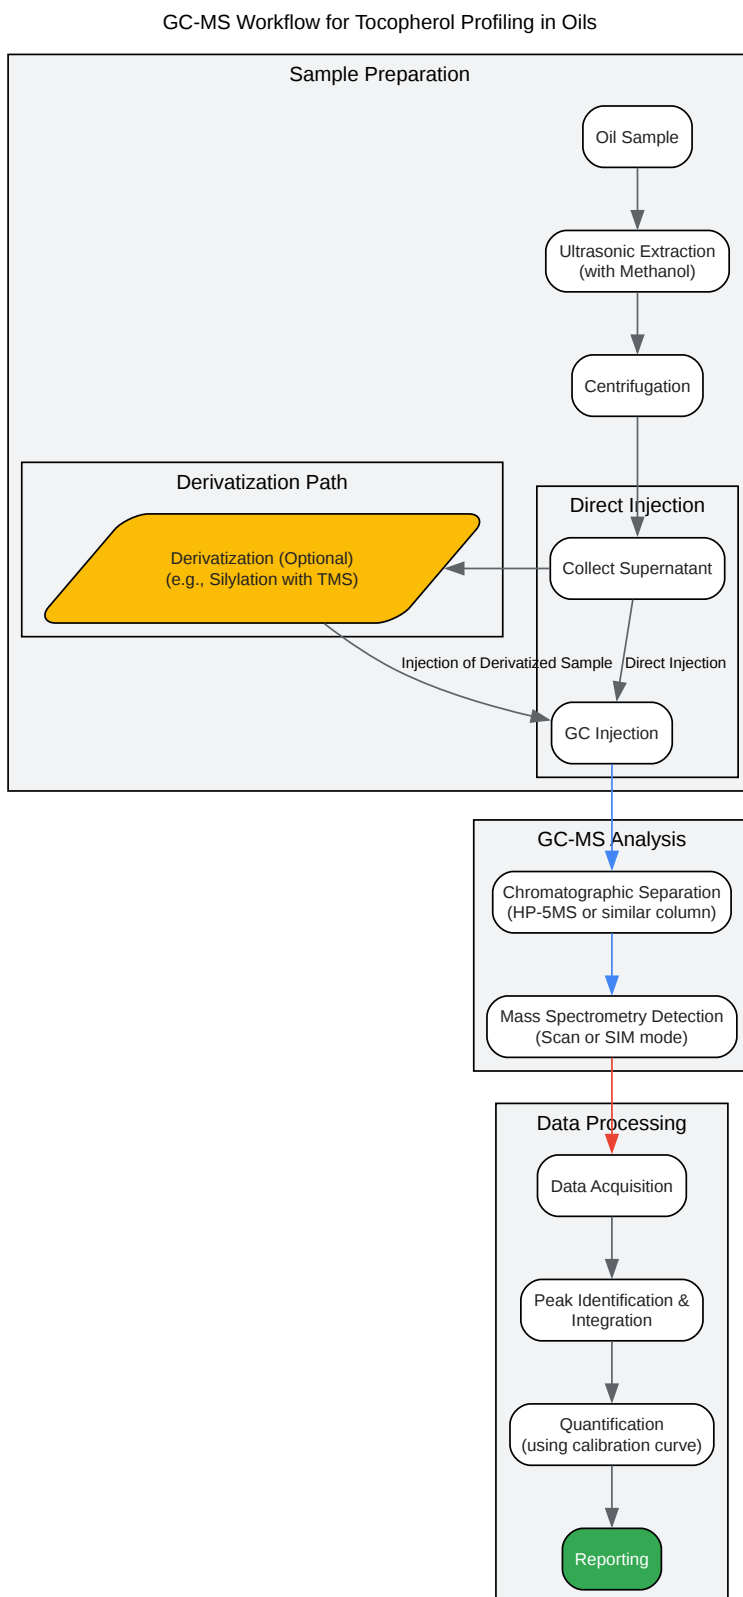 GC-MS Workflow for Tocopherol Profiling in Oils
Sample Preparation
Oil Sample
Ultrasonic Extraction
(with Methanol)
Centrifugation
Derivatization Path
Direct Injection
Derivatization (Optional)
(e.g., Silylation with TMS)
Collect Supernatant
Injection of Derivatized Sample
Direct Injection
GC Injection
GC-MS Analysis
Chromatographic Separation
(HP-5MS or similar column)
Mass Spectrometry Detection
(Scan or SIM mode)
Data Processing
Data Acquisition
Peak Identification &
Integration
Quantification
(using calibration curve)
Reporting